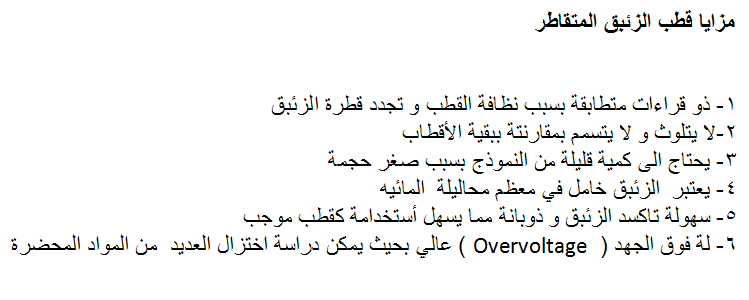 مزايا قطب الزئبق المتقاطر
١- ذو قراءات متطابقة بسبب نظافة القطب و تجدد قطرة الزئبق
٢-لا يتلوث و لا يتسمم بمقارنتة ببقية الأقطاب
٣- يحتاج الى كمية قليلة من النموذج بسبب صغر حجمة
٤- يعتبر الزئبق خامل في معظم محاليلة المائيه
٥- سهولة تاكسد الزئبق و ذوبانة مما يسهل أستخدامة كقطب موجب
٦- لة فوق الجهد ( Overvoltage ) عالي بحيث يمكن دراسة اختزال العديد من المواد المحضرة